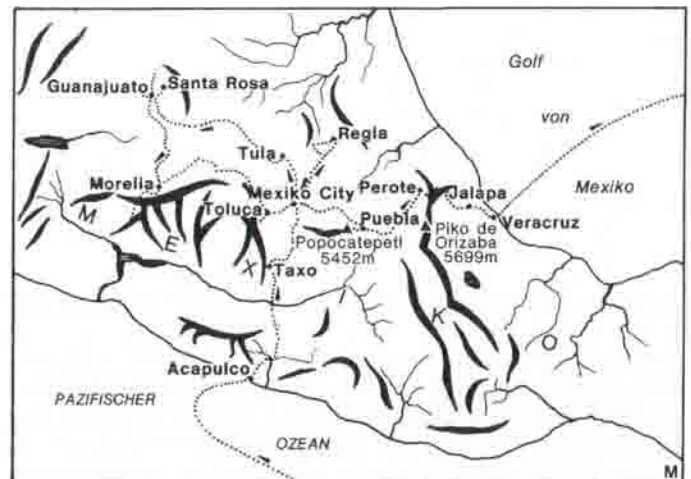 Golf
von
Mexiko
Guanajuato
Santa Rosa
Regla
Tula
Morelia
Mexiko City
Perote
Jalapa
Toluca
Puebla
Veracruz
Popocatepetl
5452m
Piko de
Orizaba
5699m
Taxo
M
E
X
I
K
O
Acapulco
PAZIFISCHER
OZEAN
M